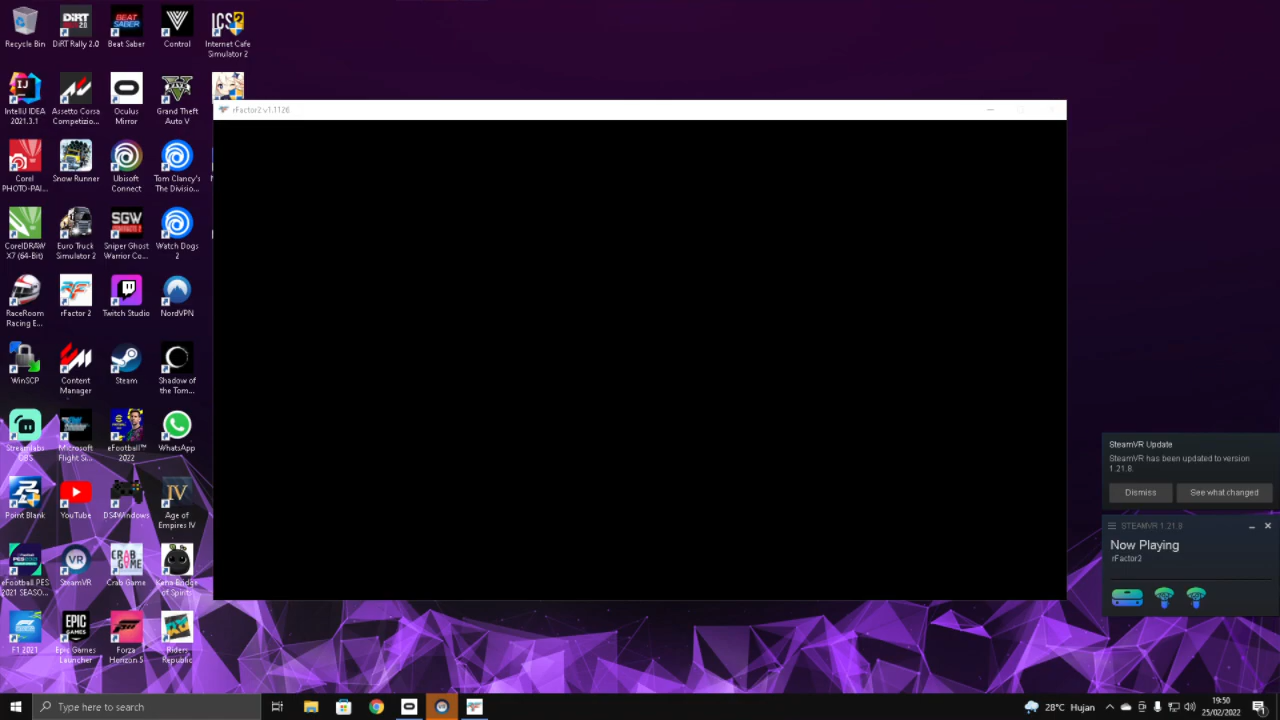 Recycle Bin
DiRT Rally 2.0
Beat Saber
Control
Internet Cafe
Simulator 2
IntelliJ IDEA
2021.3.1
Assetto Corsa
Competizio...
Oculus
Mirror
Grand Theft
Auto V
Corel
PHOTO-PAI...
Snow Runner
Ubisoft
Connect
Tom Clancy's
The Divisio...
CorelDRAW
X7 (64-Bit)
Euro Truck
Simulator 2
Sniper Ghost
Warrior Co...
Watch Dogs
2
RaceRoom
Racing E...
rFactor 2
Twitch Studio
NordVPN
WinSCP
Content
Manager
Steam
Shadow of
the Tom...
Streamlabs
OBS
Microsoft
Flight Si...
eFootball™
2022
WhatsApp
Point Blank
YouTube
DS4Windows
Age of
Empires IV
eFootball PES
2021 SEASO...
SteamVR
Crab Game
Kena Bridge
of Spirits
F1 2021
Epic Games
Launcher
Forza
Horizon 5
Riders
Republic
rFactor2 v1.1126
SteamVR Update
SteamVR has been updated to version
1.21.8.
Dismiss
See what changed
STEAMVR 1.21.8
Now Playing
rFactor2
Type here to search
28°C Hujan
19:50
25/02/2022